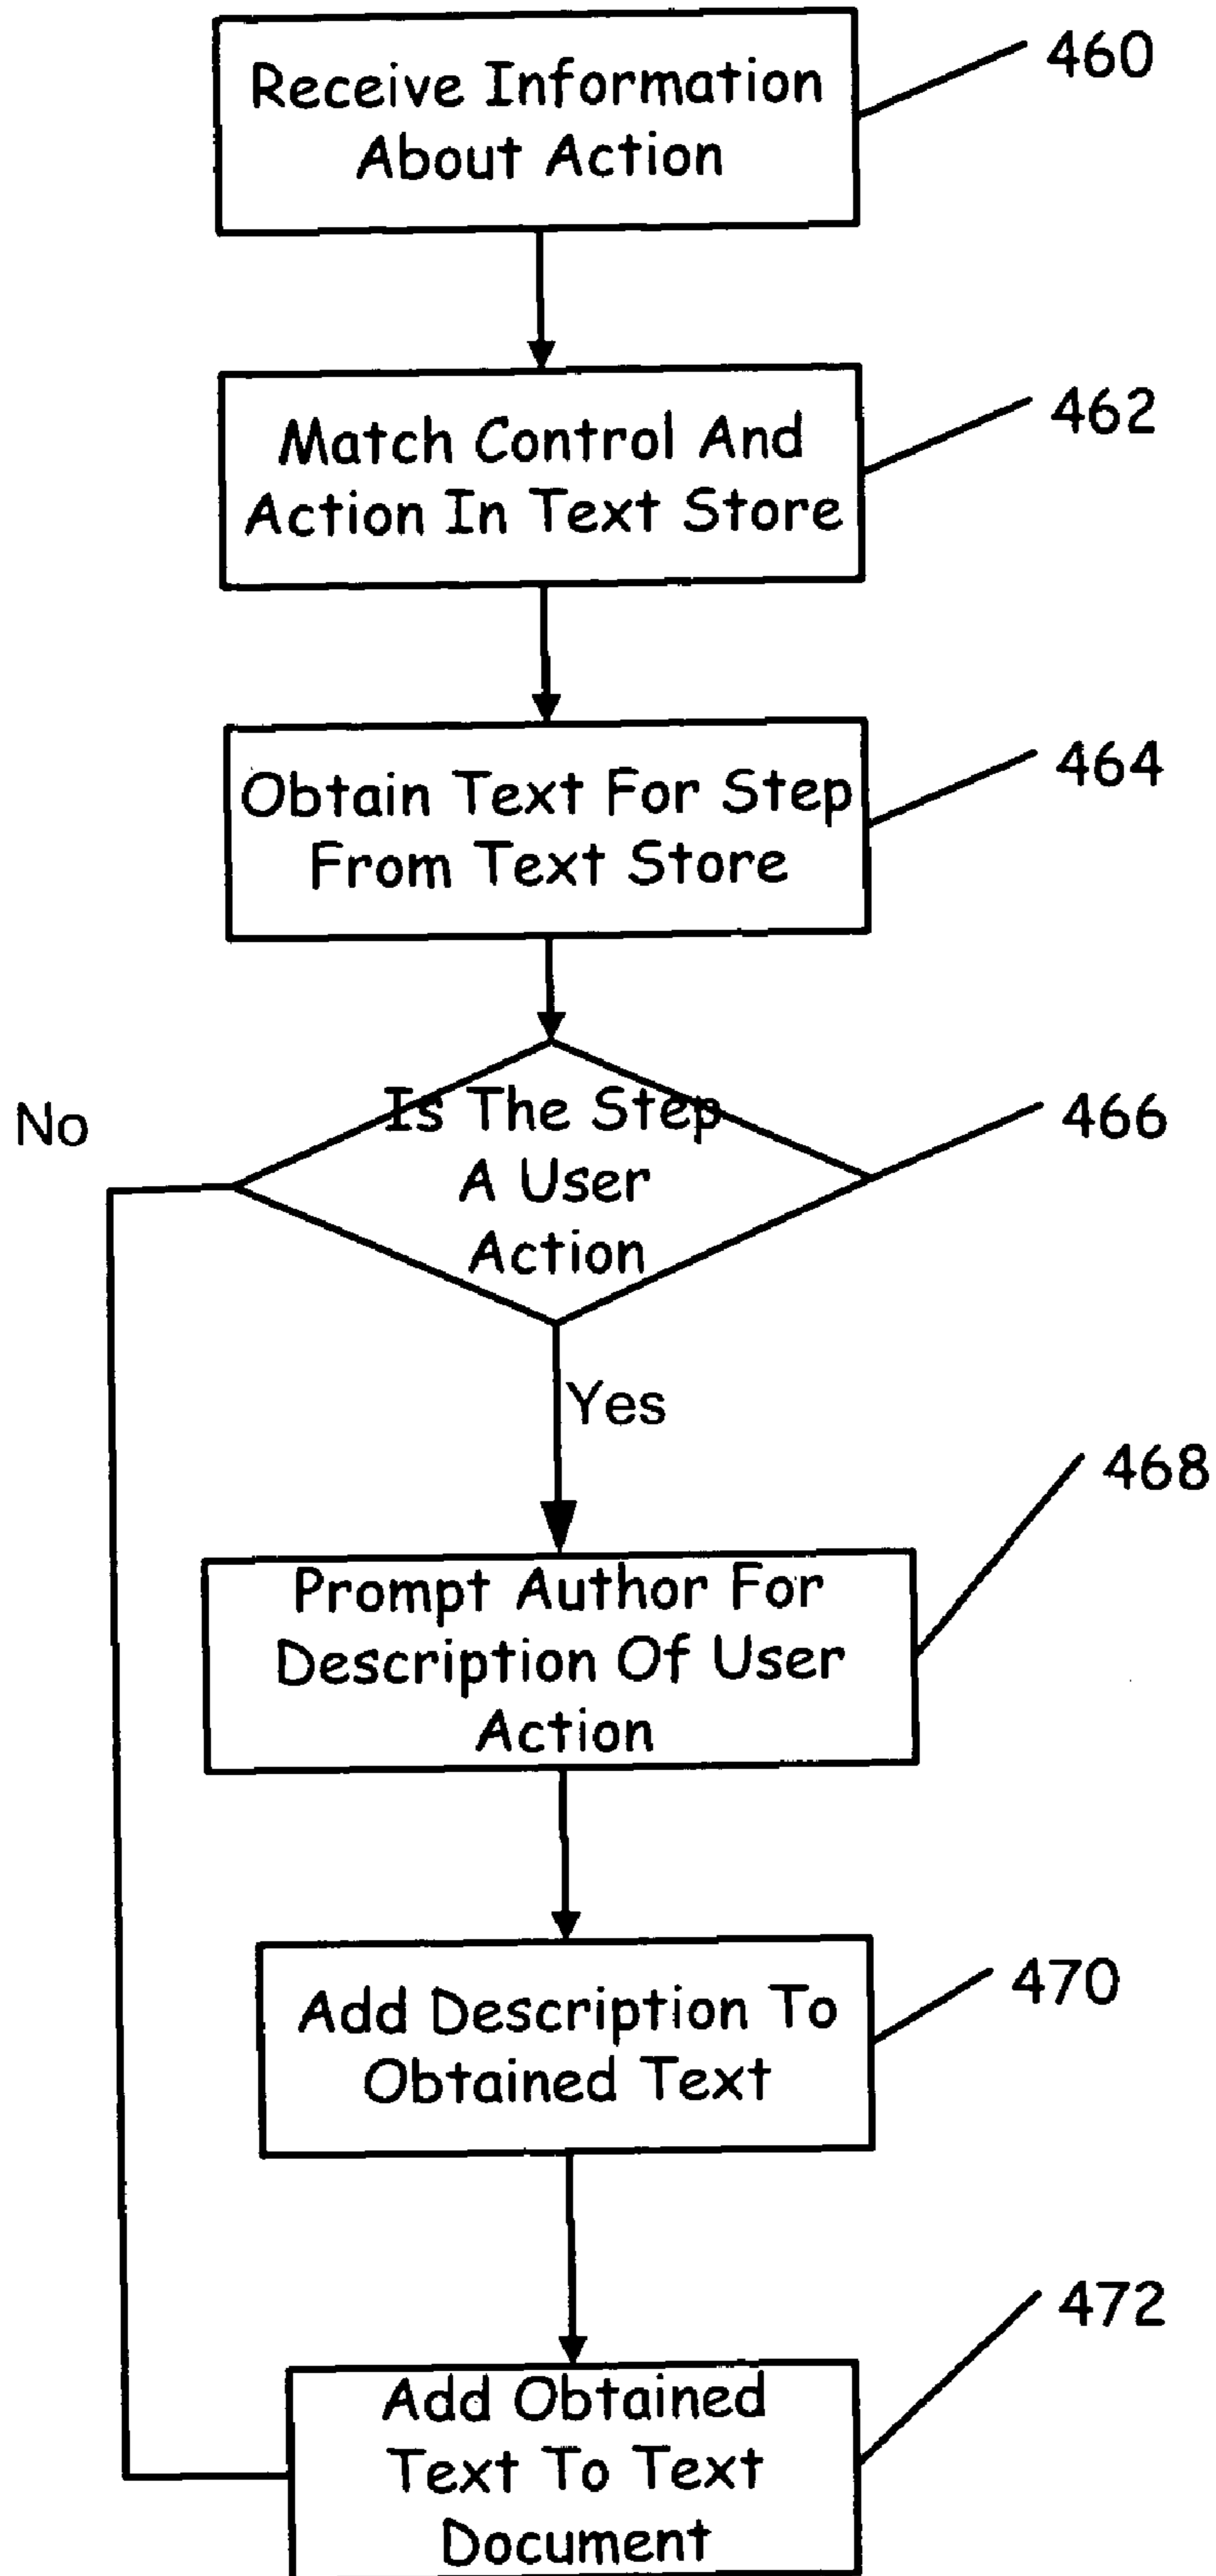 Receive Information
About Action
460
Match Control And
Action In Text Store
462
Obtain Text For Step
From Text Store
464
No
Is The Step
A User
Action
466
Yes
468
Prompt Author For
Description Of User
Action
Add Description To
Obtained Text
470
472
Add Obtained
Text To Text
Document